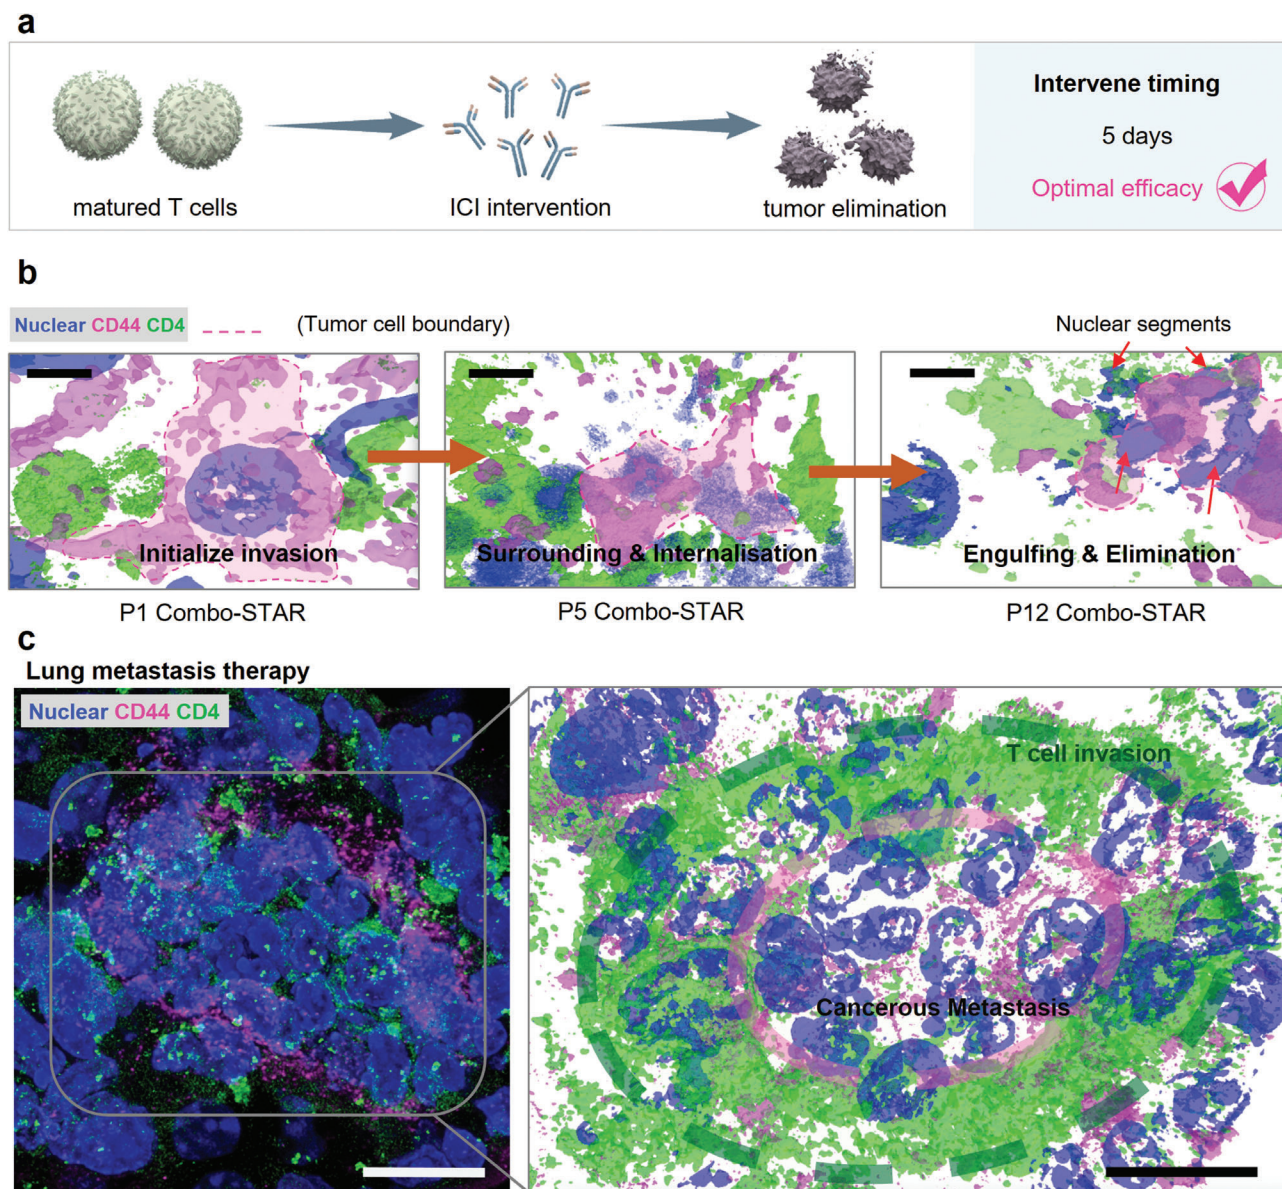 a
matured T cells
ICI intervention
tumor elimination
Intervene timing
5 days
Optimal efficacy
b
Nuclear CD44 CD4
(Tumor cell boundary)
Nuclear segments
Initialize invasion
Surrounding & Internalisation
Engulfing & Elimination
P1 Combo-STAR
P5 Combo-STAR
P12 Combo-STAR
c
Lung metastasis therapy
Nuclear CD44 CD4
T cell invasion
Cancerous Metastasis